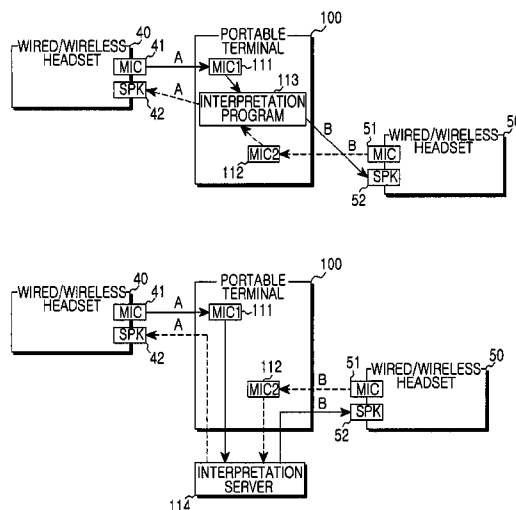 100
40
WIRED/WIRELESS HEADSET
41
PORTABLE TERMINAL
MIC
A
MIC1
111
113
SPK
A
INTERPRETATION PROGRAM
42
B
51
50
WIRED/WIRELESS HEADSET
MIC2
B
MIC
112
SPK
52
100
40
WIRED/WIRELESS HEADSET
41
PORTABLE TERMINAL
MIC
A
MIC1
111
SPK
A
42
112
51
50
WIRED/WIRELESS HEADSET
MIC2
B
MIC
B
SPK
52
INTERPRETATION SERVER
114